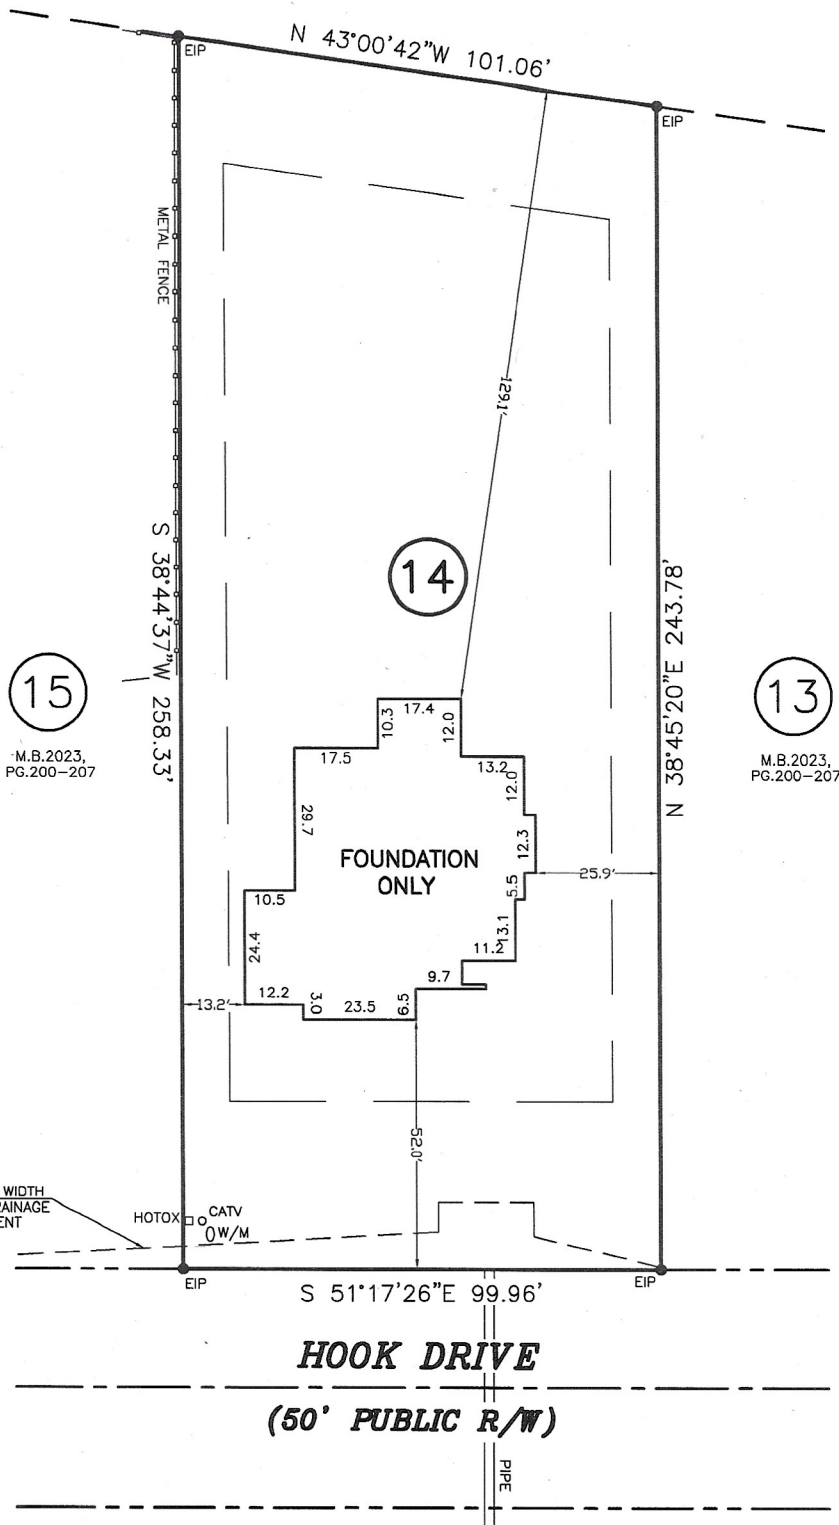 N 43°00'42"W 101.06'
EIP
EIP
METAL FENCE
129.1'
14
S 38°44'37"W 258.33'
N 38°45'20"E 243.78'
15
M.B.2023,
PG.200-207
13
M.B.2023,
PG.200-207
17.4
10.3
12.0
17.5
13.2
12.0
29.7
12.3
FOUNDATION
ONLY
25.9'
5.5
10.5
13.1
24.4
11.2
9.7
13.2'
12.2
3.0
23.5
6.5
52.0'
WIDTH
AINAGE
ENT
HOTOX
CATV
W/M
EIP
EIP
S 51°17'26"E 99.96'
HOOK DRIVE
(50' PUBLIC R/W)
PIPE